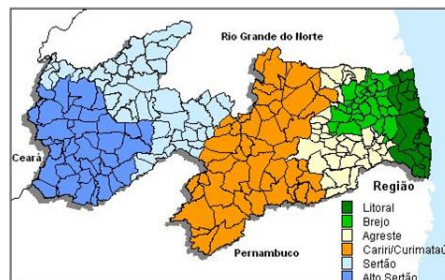 Rio Grande do Norte
Ceará
Pernambuco
Região
Litoral
Brejo
Agreste
Cariri/Curimataú
Sertão
Alto Sertão